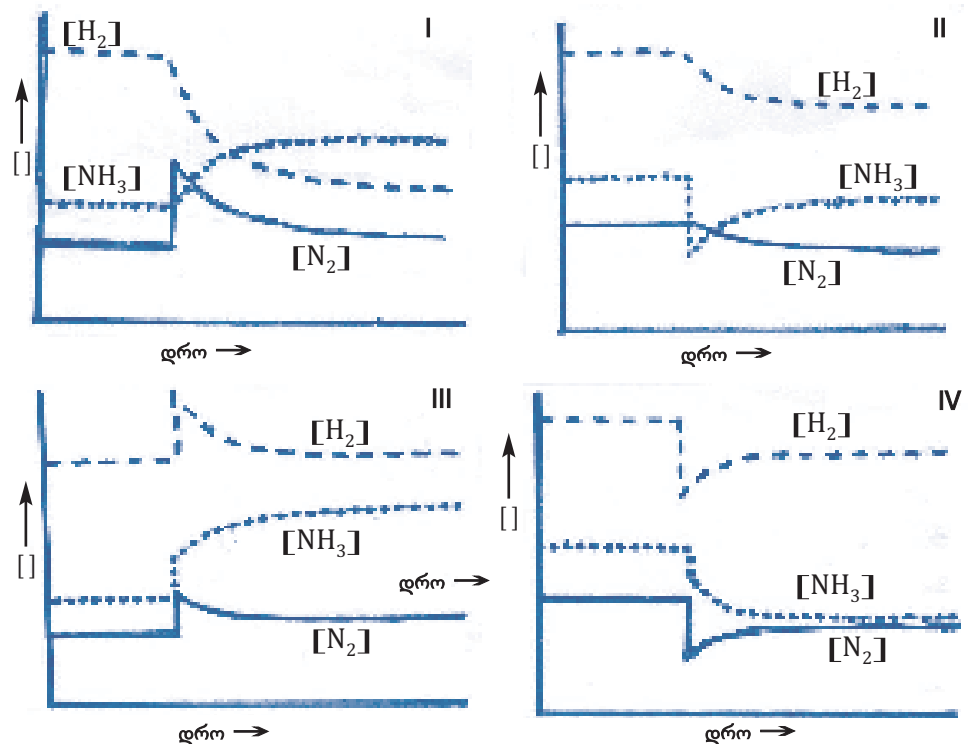 I
[H₂]
[]
[NH₃]
[N₂]
დრო →
II
[H₂]
[]
[NH₃]
[N₂]
დრო →
III
[H₂]
[]
[NH₃]
[N₂]
დრო →
IV
[H₂]
[]
დრო →
[NH₃]
[N₂]
დრო →